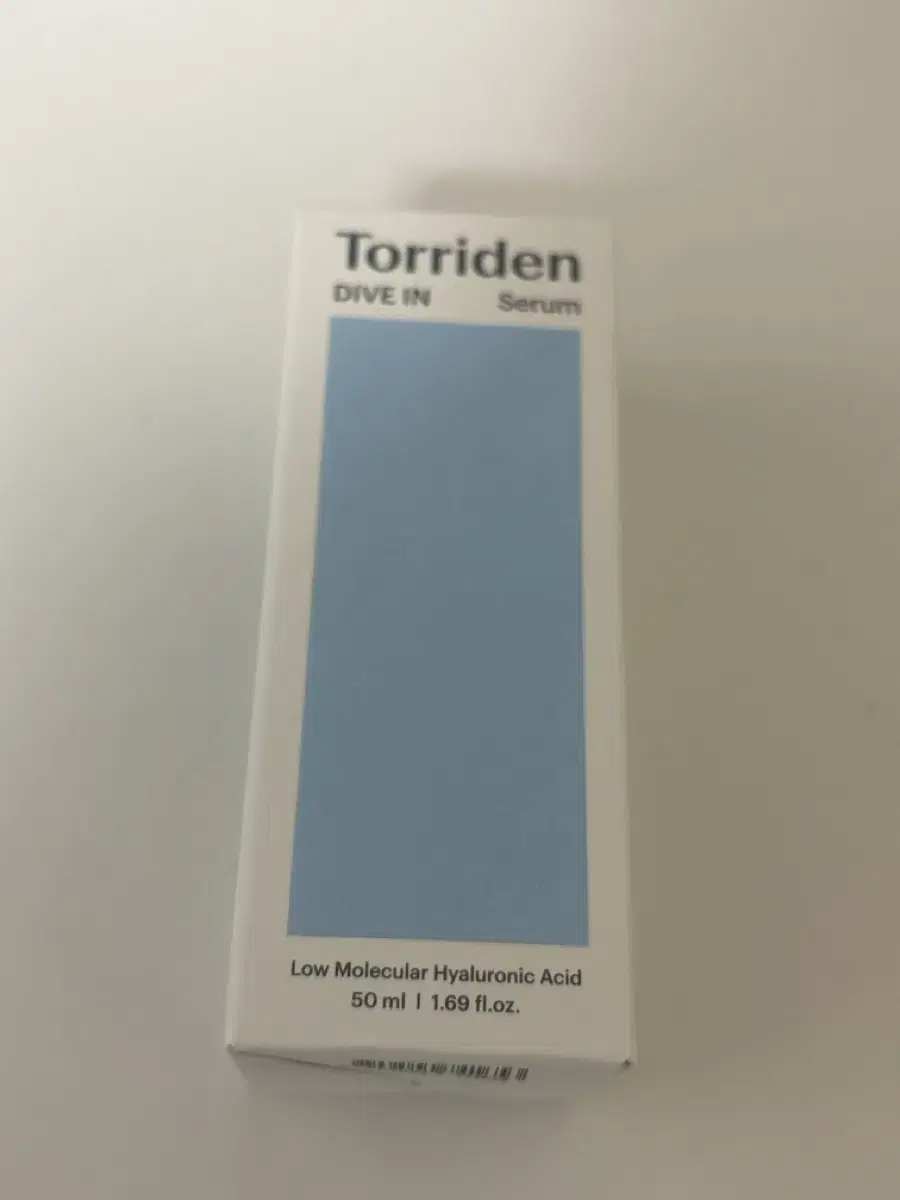 Torriden
DIVE IN Serum
Low Molecular Hyaluronic Acid
50 ml | 1.69 fl.oz.